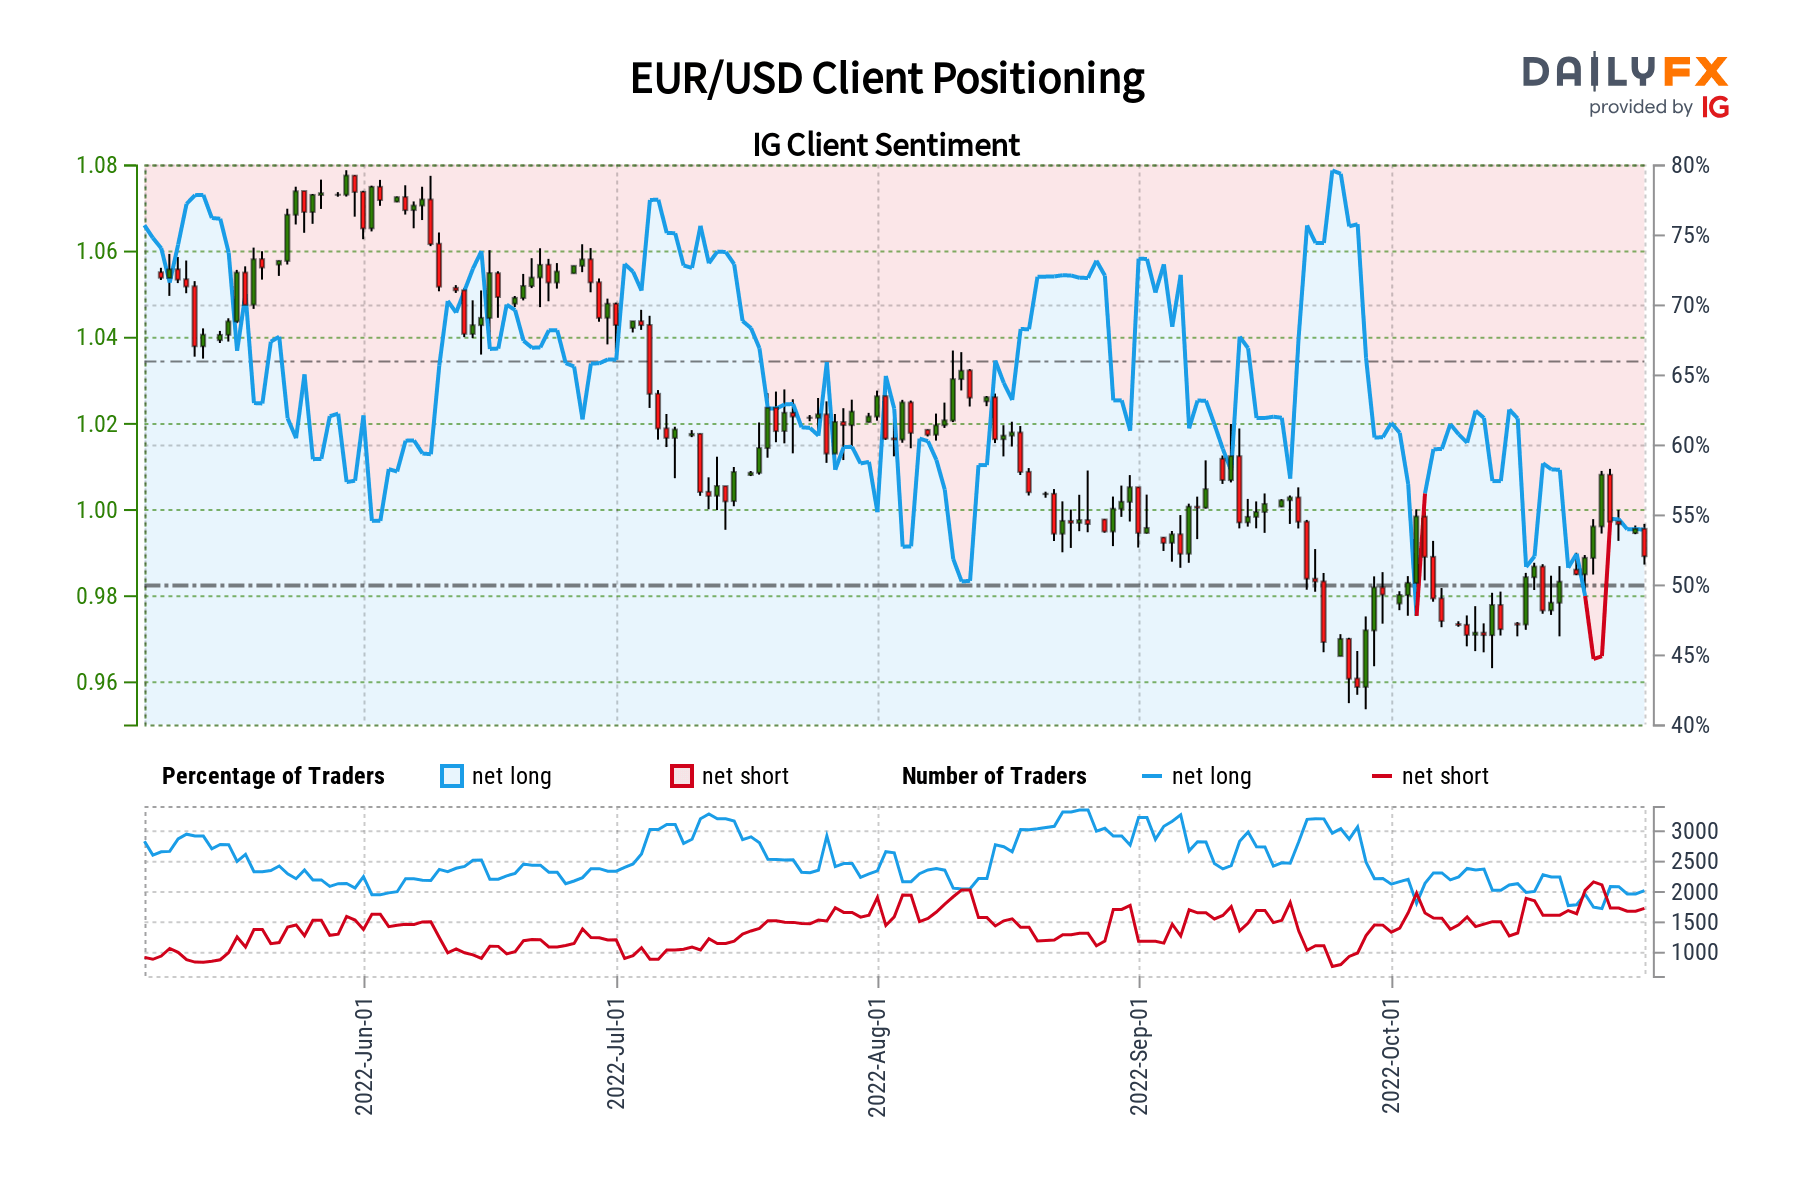 EUR/USD Client Positioning
DAILYFX
provided by IG
IG Client Sentiment
1.08
1.06
1.04
1.02
1.00
0.98
0.96
80%
75%
70%
65%
60%
55%
50%
45%
40%
Percentage of Traders net long net short Number of Traders net long net short
3000
2500
2000
1500
1000
2022-Jun-01
2022-Jul-01
2022-Aug-01
2022-Sep-01
2022-Oct-01